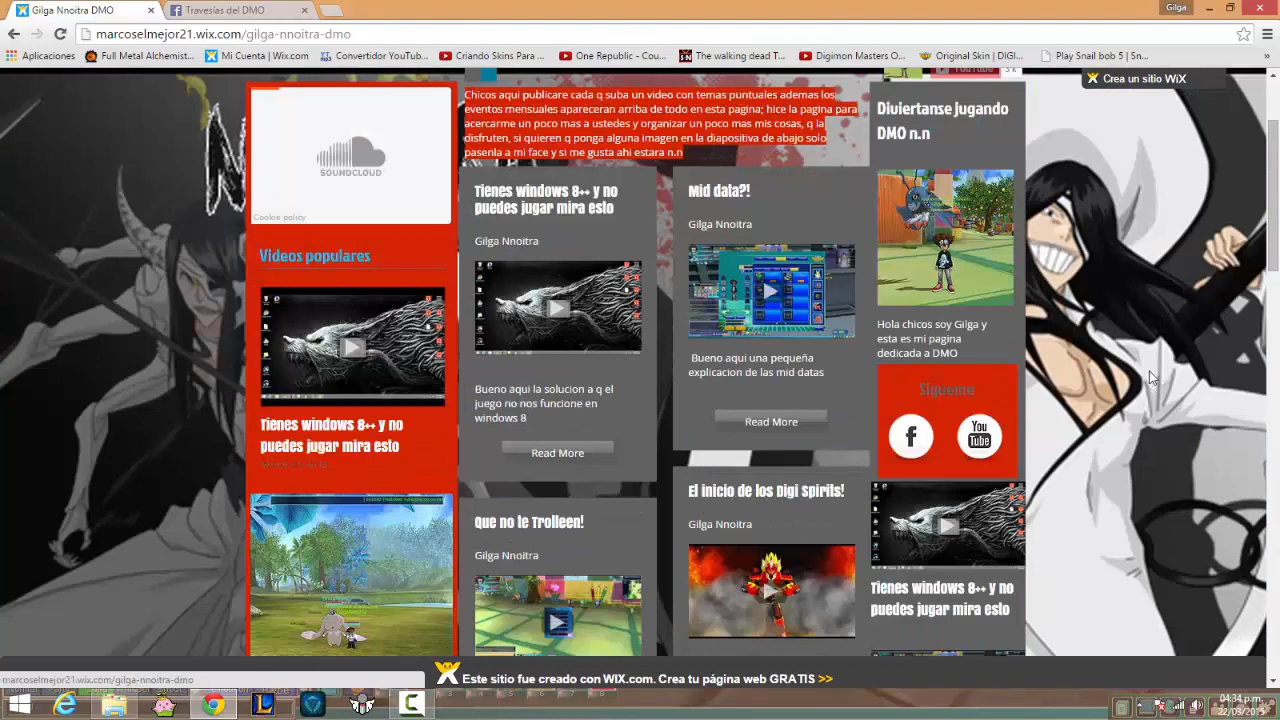 Gilga Nnoitra DMO
Travesías del DMO
Gilga
marcoselmejor21.wix.com/gilga-nnoitra-dmo
Aplicaciones
Full Metal Alchemist...
Mi Cuenta | Wix.com
Convertidor YouTub...
Criando Skins Para ...
One Republic - Cou...
The walking dead T...
Digimon Masters O...
Original Skin | DIGI...
Play Snail bob 5 | Sn...
Crea un sitio WiX
Chicos aqui publicare cada q suba un video con temas puntuales ademas los
eventos mensuales apareceran arriba de todo en esta pagina; hice la pagina para
acercarme un poco mas a ustedes y organizar un poco mas mis cosas, q la
disfruten, si quieren q ponga alguna imagen en la diapositiva de abajo solo
pasenla a mi face y si me gusta ahi estara n.n
SOUNDCLOUD
Cookie policy
Videos populares
Tienes windows 8++ y no
puedes jugar mira esto
Tienes windows 8++ y no
puedes jugar mira esto
Gilga Nnoitra
Bueno aqui la solucion a q el
juego no nos funcione en
windows 8
Read More
Que no le Trolleen!
Gilga Nnoitra
Mid data?!
Gilga Nnoitra
Bueno aqui una pequeña
explicacion de las mid datas
Read More
El inicio de los Digi Spirits!
Gilga Nnoitra
Diviertanse jugando
DMO n.n
Hola chicos soy Gilga y
esta es mi pagina
dedicada a DMO
Sigueme
You
Tube
Tienes windows 8++ y no
puedes jugar mira esto
marcoselmejor21.wix.com/gilga-nnoitra-dmo
Este sitio fue creado con WIX.com. Crea tu página web GRATIS >>
04:34 p.m.
22/03/2015